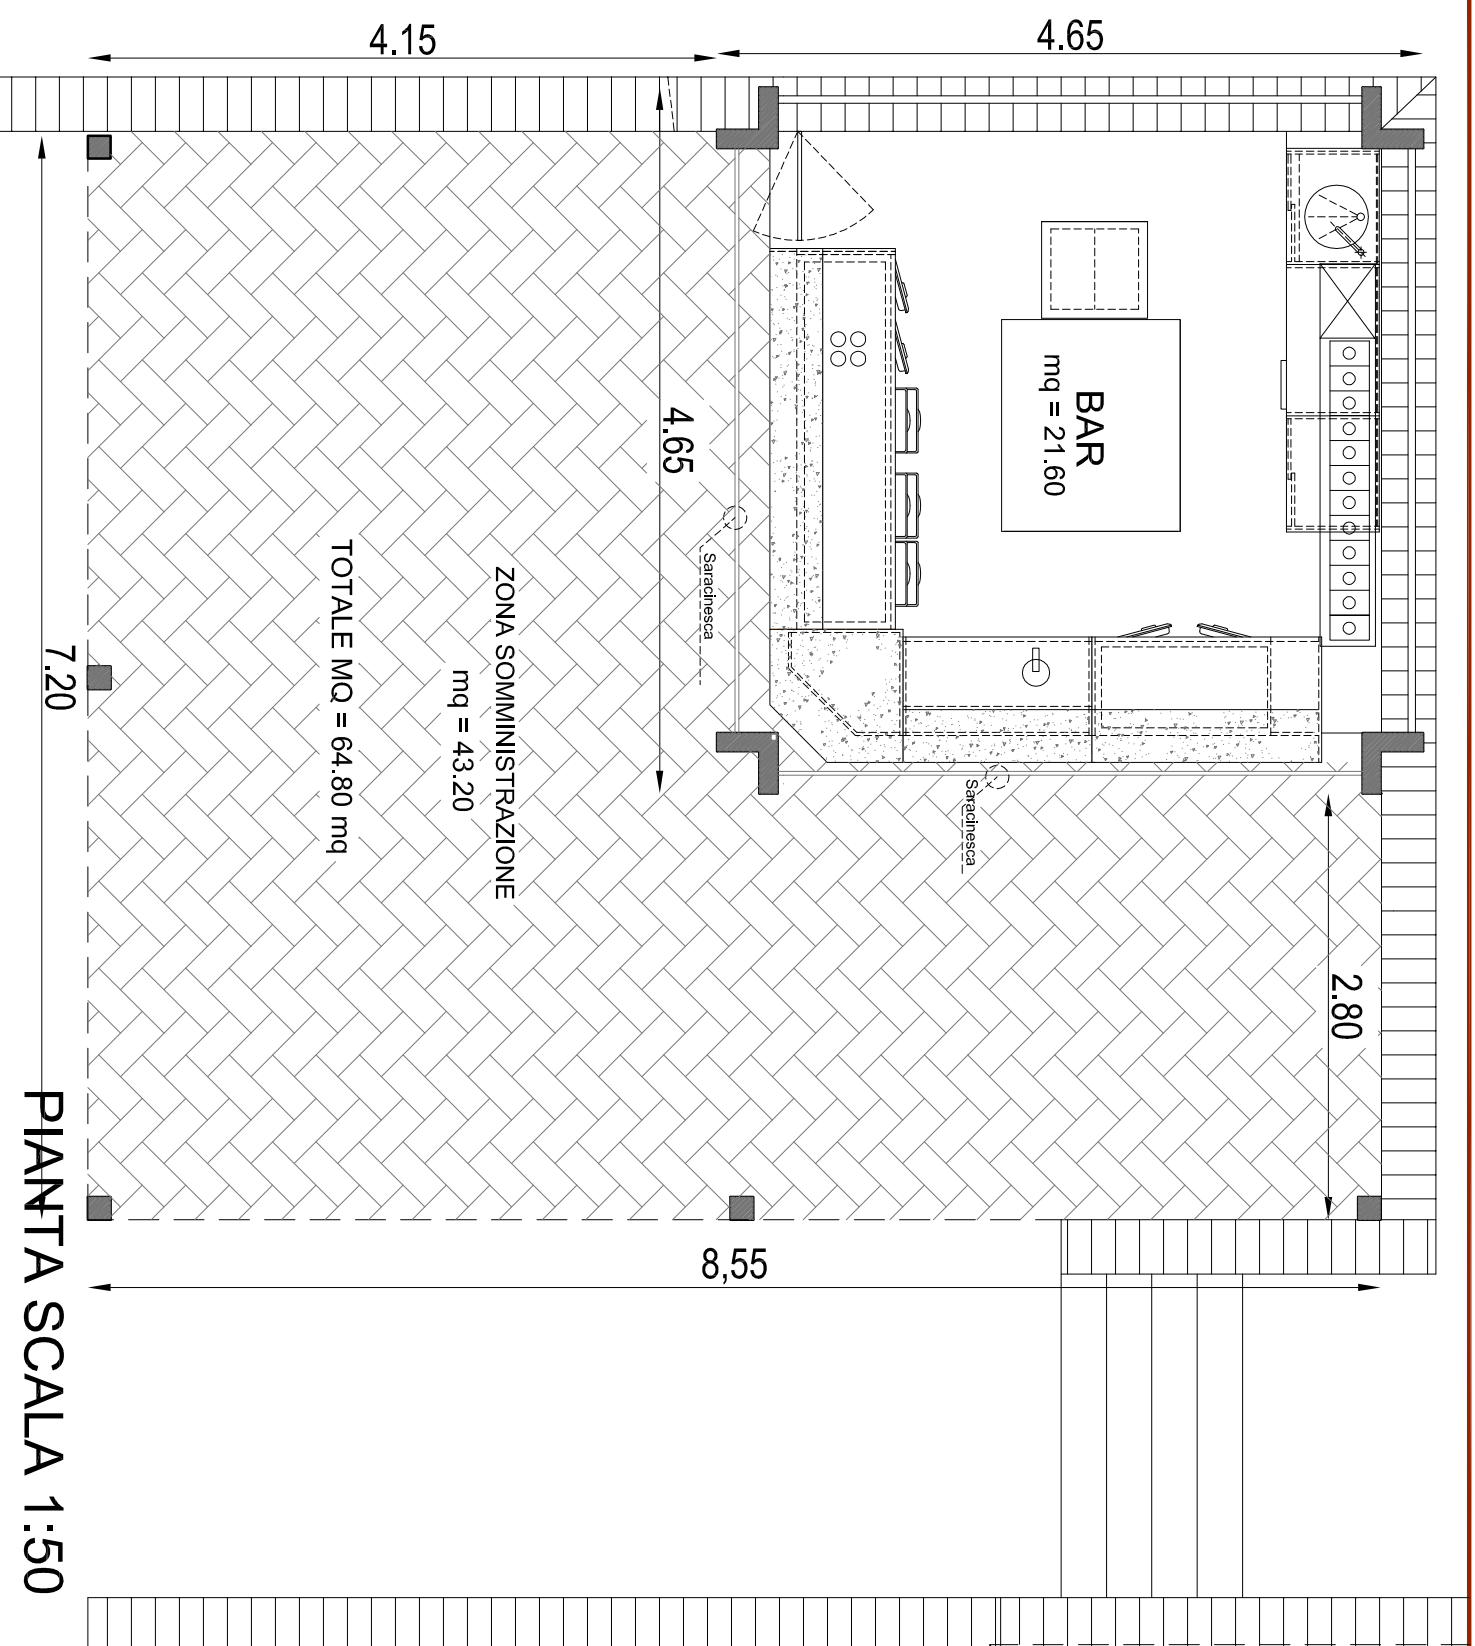 4.15
4.65
4.65
BAR
mq = 21.60
Saracinesca
Saracinesca
ZONA SOMMINISTRAZIONE
mq = 43.20
TOTALE MQ = 64.80 mq
7.20
2.80
8,55
PIANTA SCALA 1:50